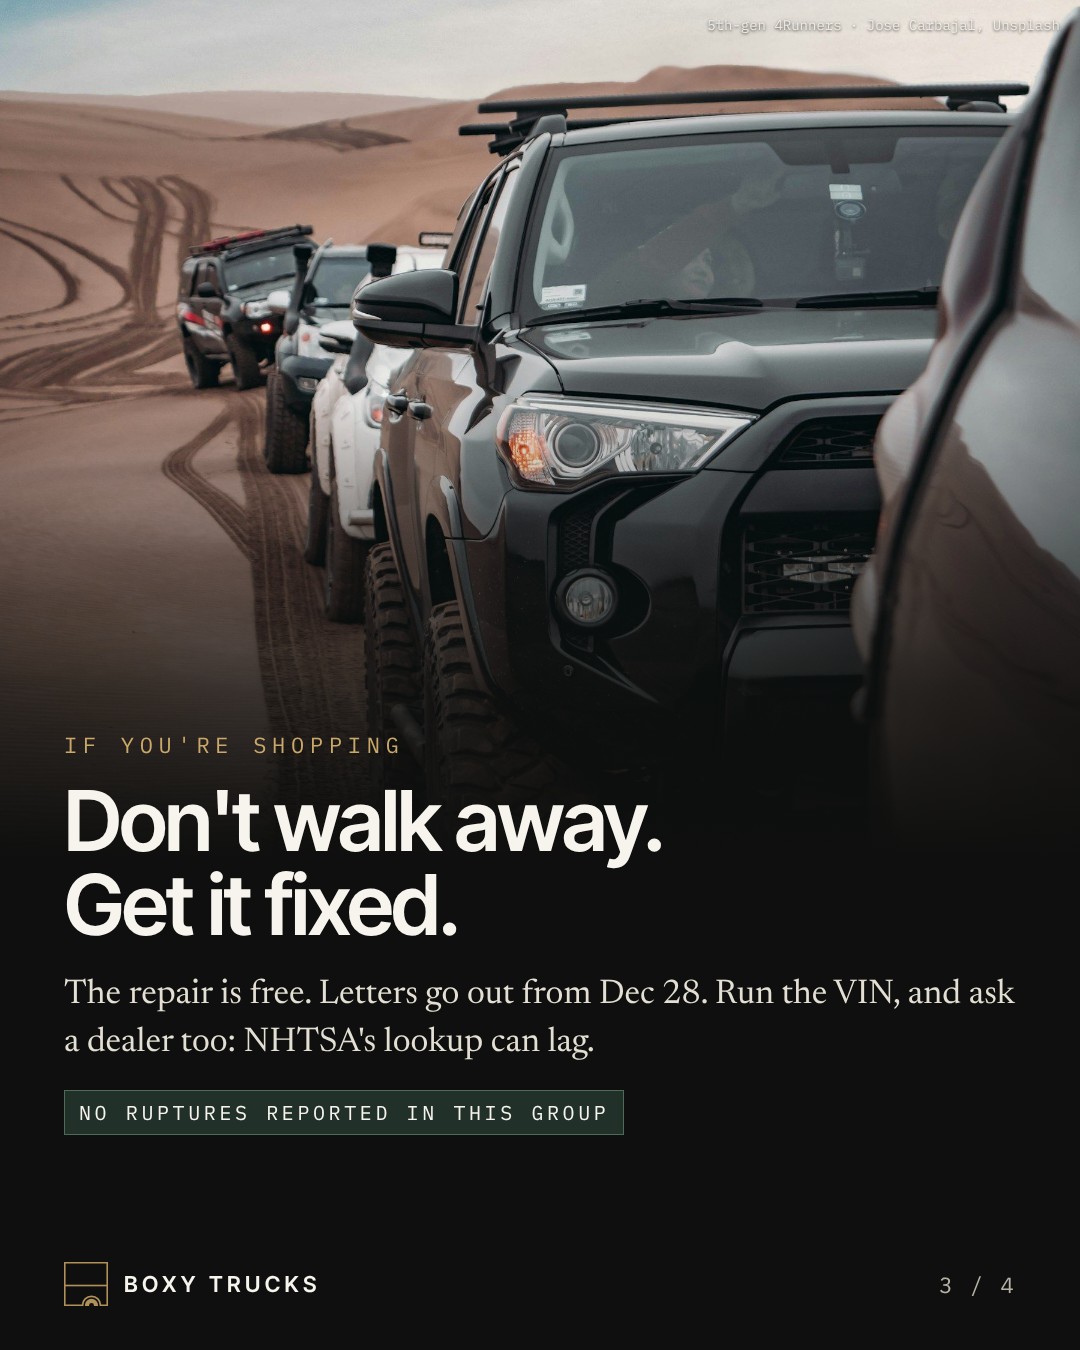 5th-gen 4Runners · Jose Carbajal, Unsplash
IF YOU'RE SHOPPING
Don't walk away.
Get it fixed.
The repair is free. Letters go out from Dec 28. Run the VIN, and ask
a dealer too: NHTSA's lookup can lag.
NO RUPTURES REPORTED IN THIS GROUP
BOXY TRUCKS
3 / 4